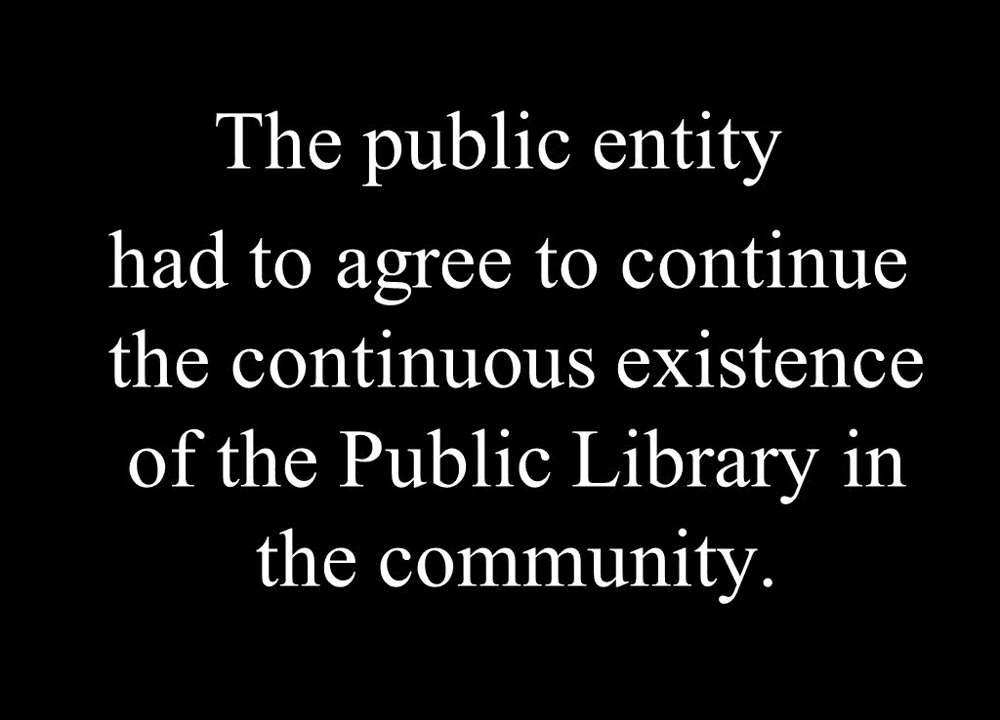 The public entity
had to agree to continue
the continuous existence
of the Public Library in
the community.